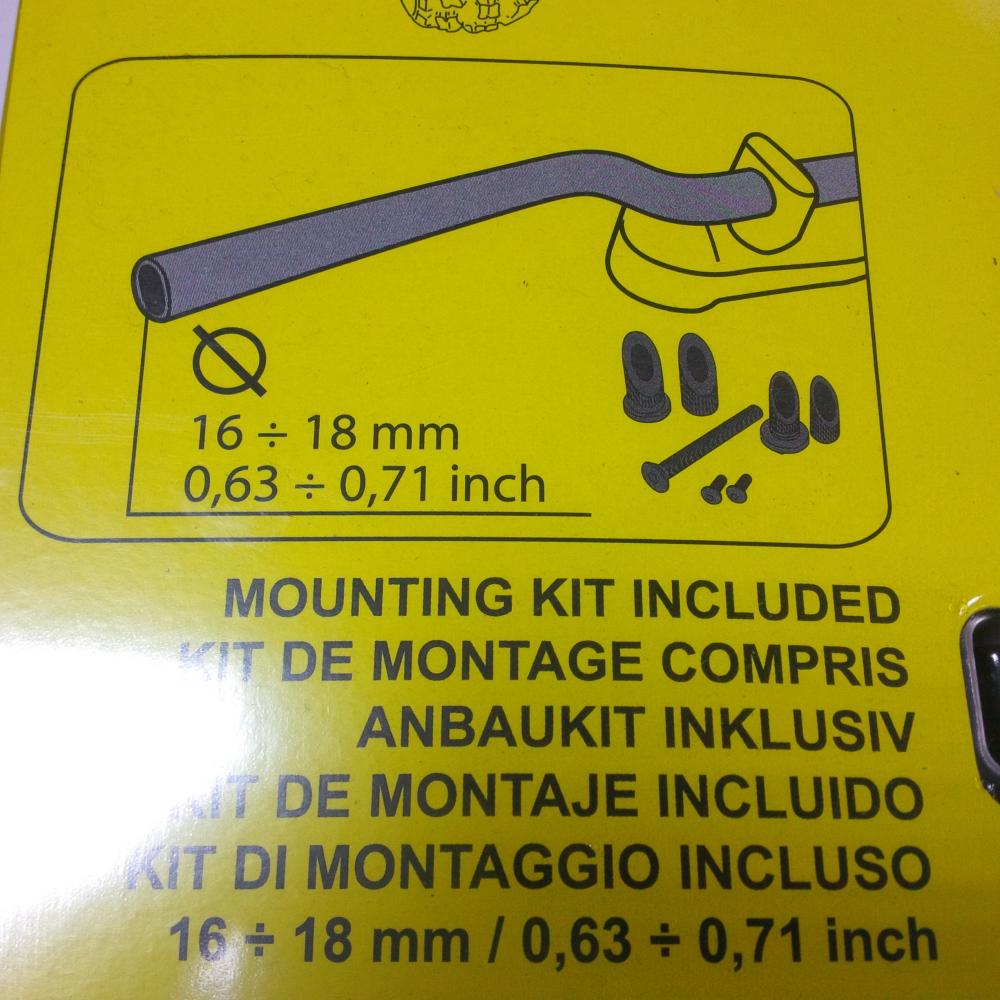 Ø
16 ÷ 18 mm
0,63 ÷ 0,71 inch
MOUNTING KIT INCLUDED
KIT DE MONTAGE COMPRIS
ANBAUKIT INKLUSIV
KIT DE MONTAJE INCLUIDO
KIT DI MONTAGGIO INCLUSO
16 ÷ 18 mm / 0,63 ÷ 0,71 inch